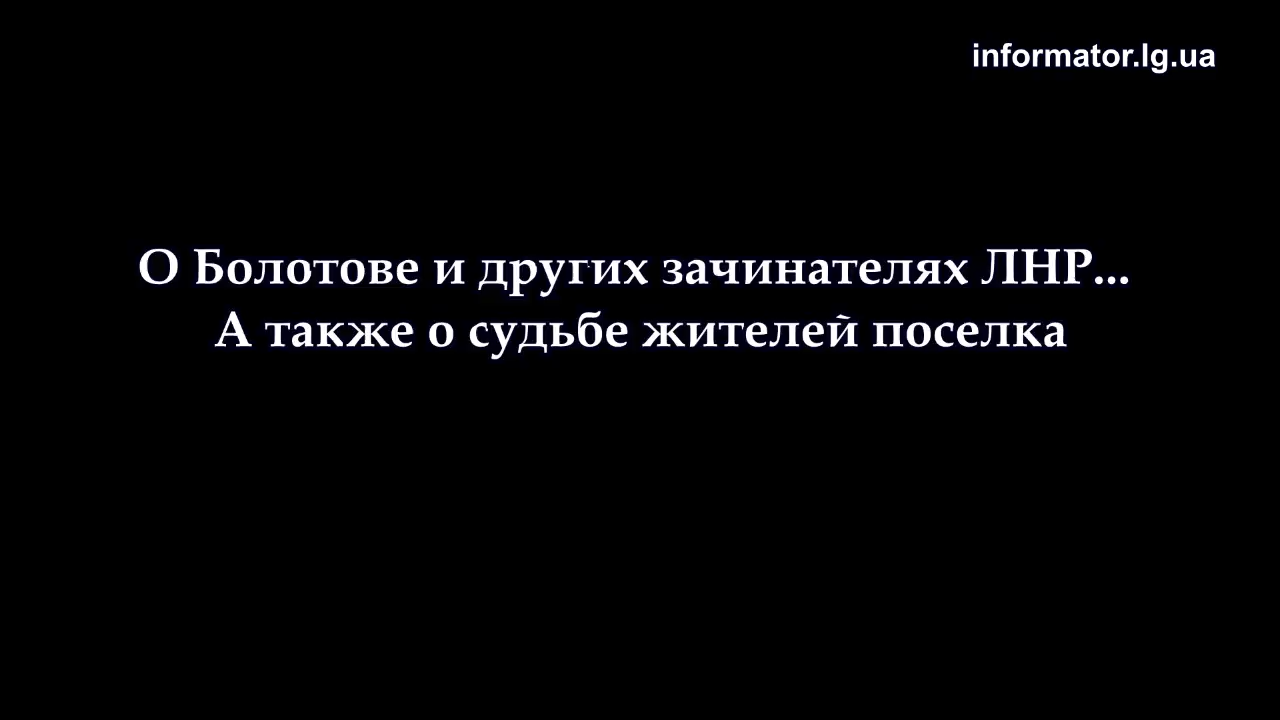 informator.lg.ua
О Болотове и других зачинателях ЛНР...
А также о судьбе жителей поселка